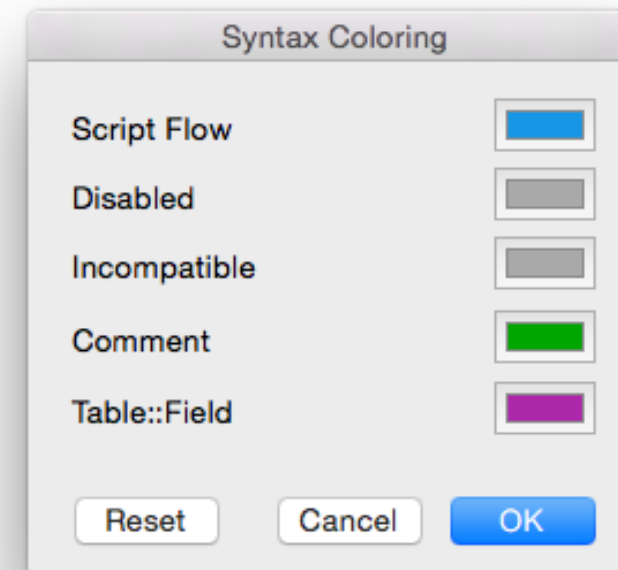 Syntax Coloring
Script Flow
Disabled
Incompatible
Comment
Table::Field
Reset Cancel OK